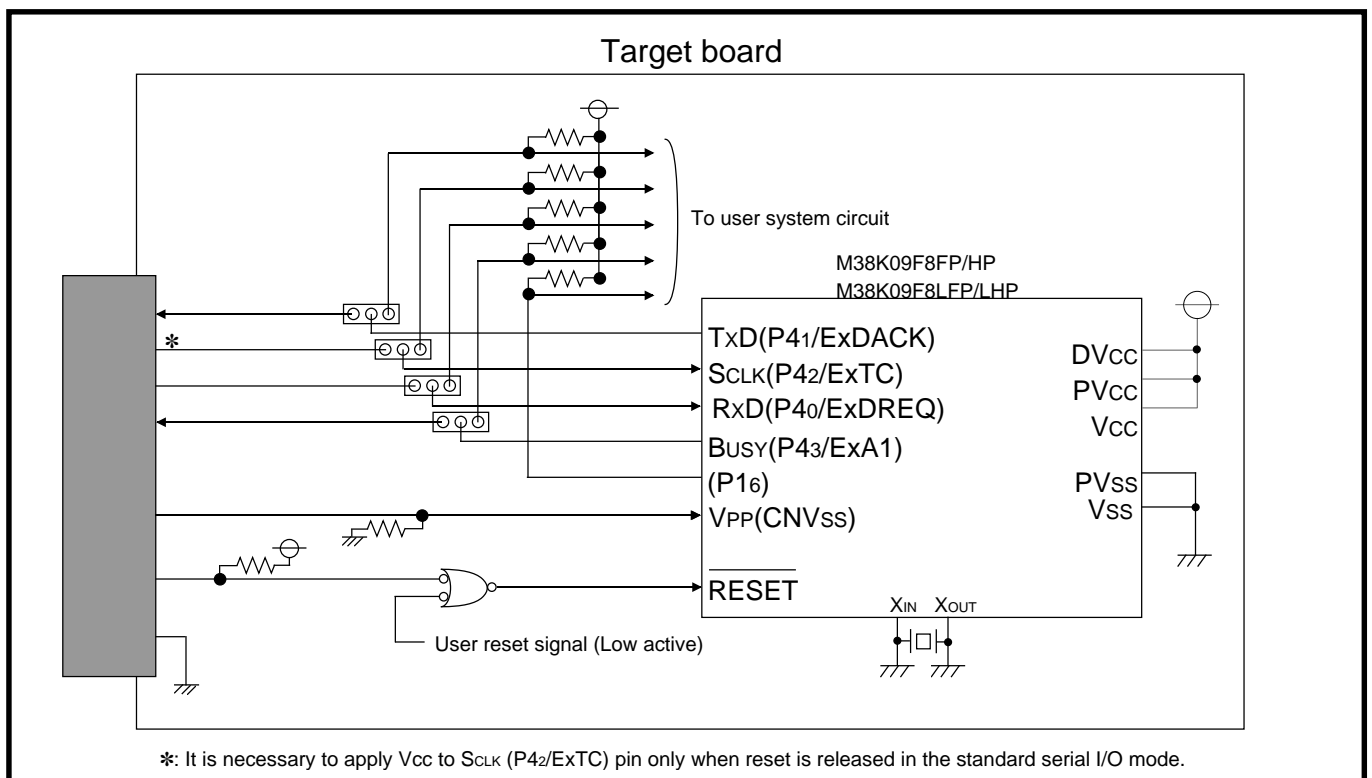 Target board
To user system circuit
M38K09F8FP/HP
M38K09F8LFP/LHP
TxD(P41/ExDACK)
SCLK(P42/ExTC)
RxD(P40/ExDREQ)
BUSY(P43/ExA1)
(P16)
VPP(CNVSS)
RESET
DVCC
PVCC
VCC
PVSS
VSS
XIN XOUT
User reset signal (Low active)
*
*: It is necessary to apply Vcc to SCLK (P42/ExTC) pin only when reset is released in the standard serial I/O mode.